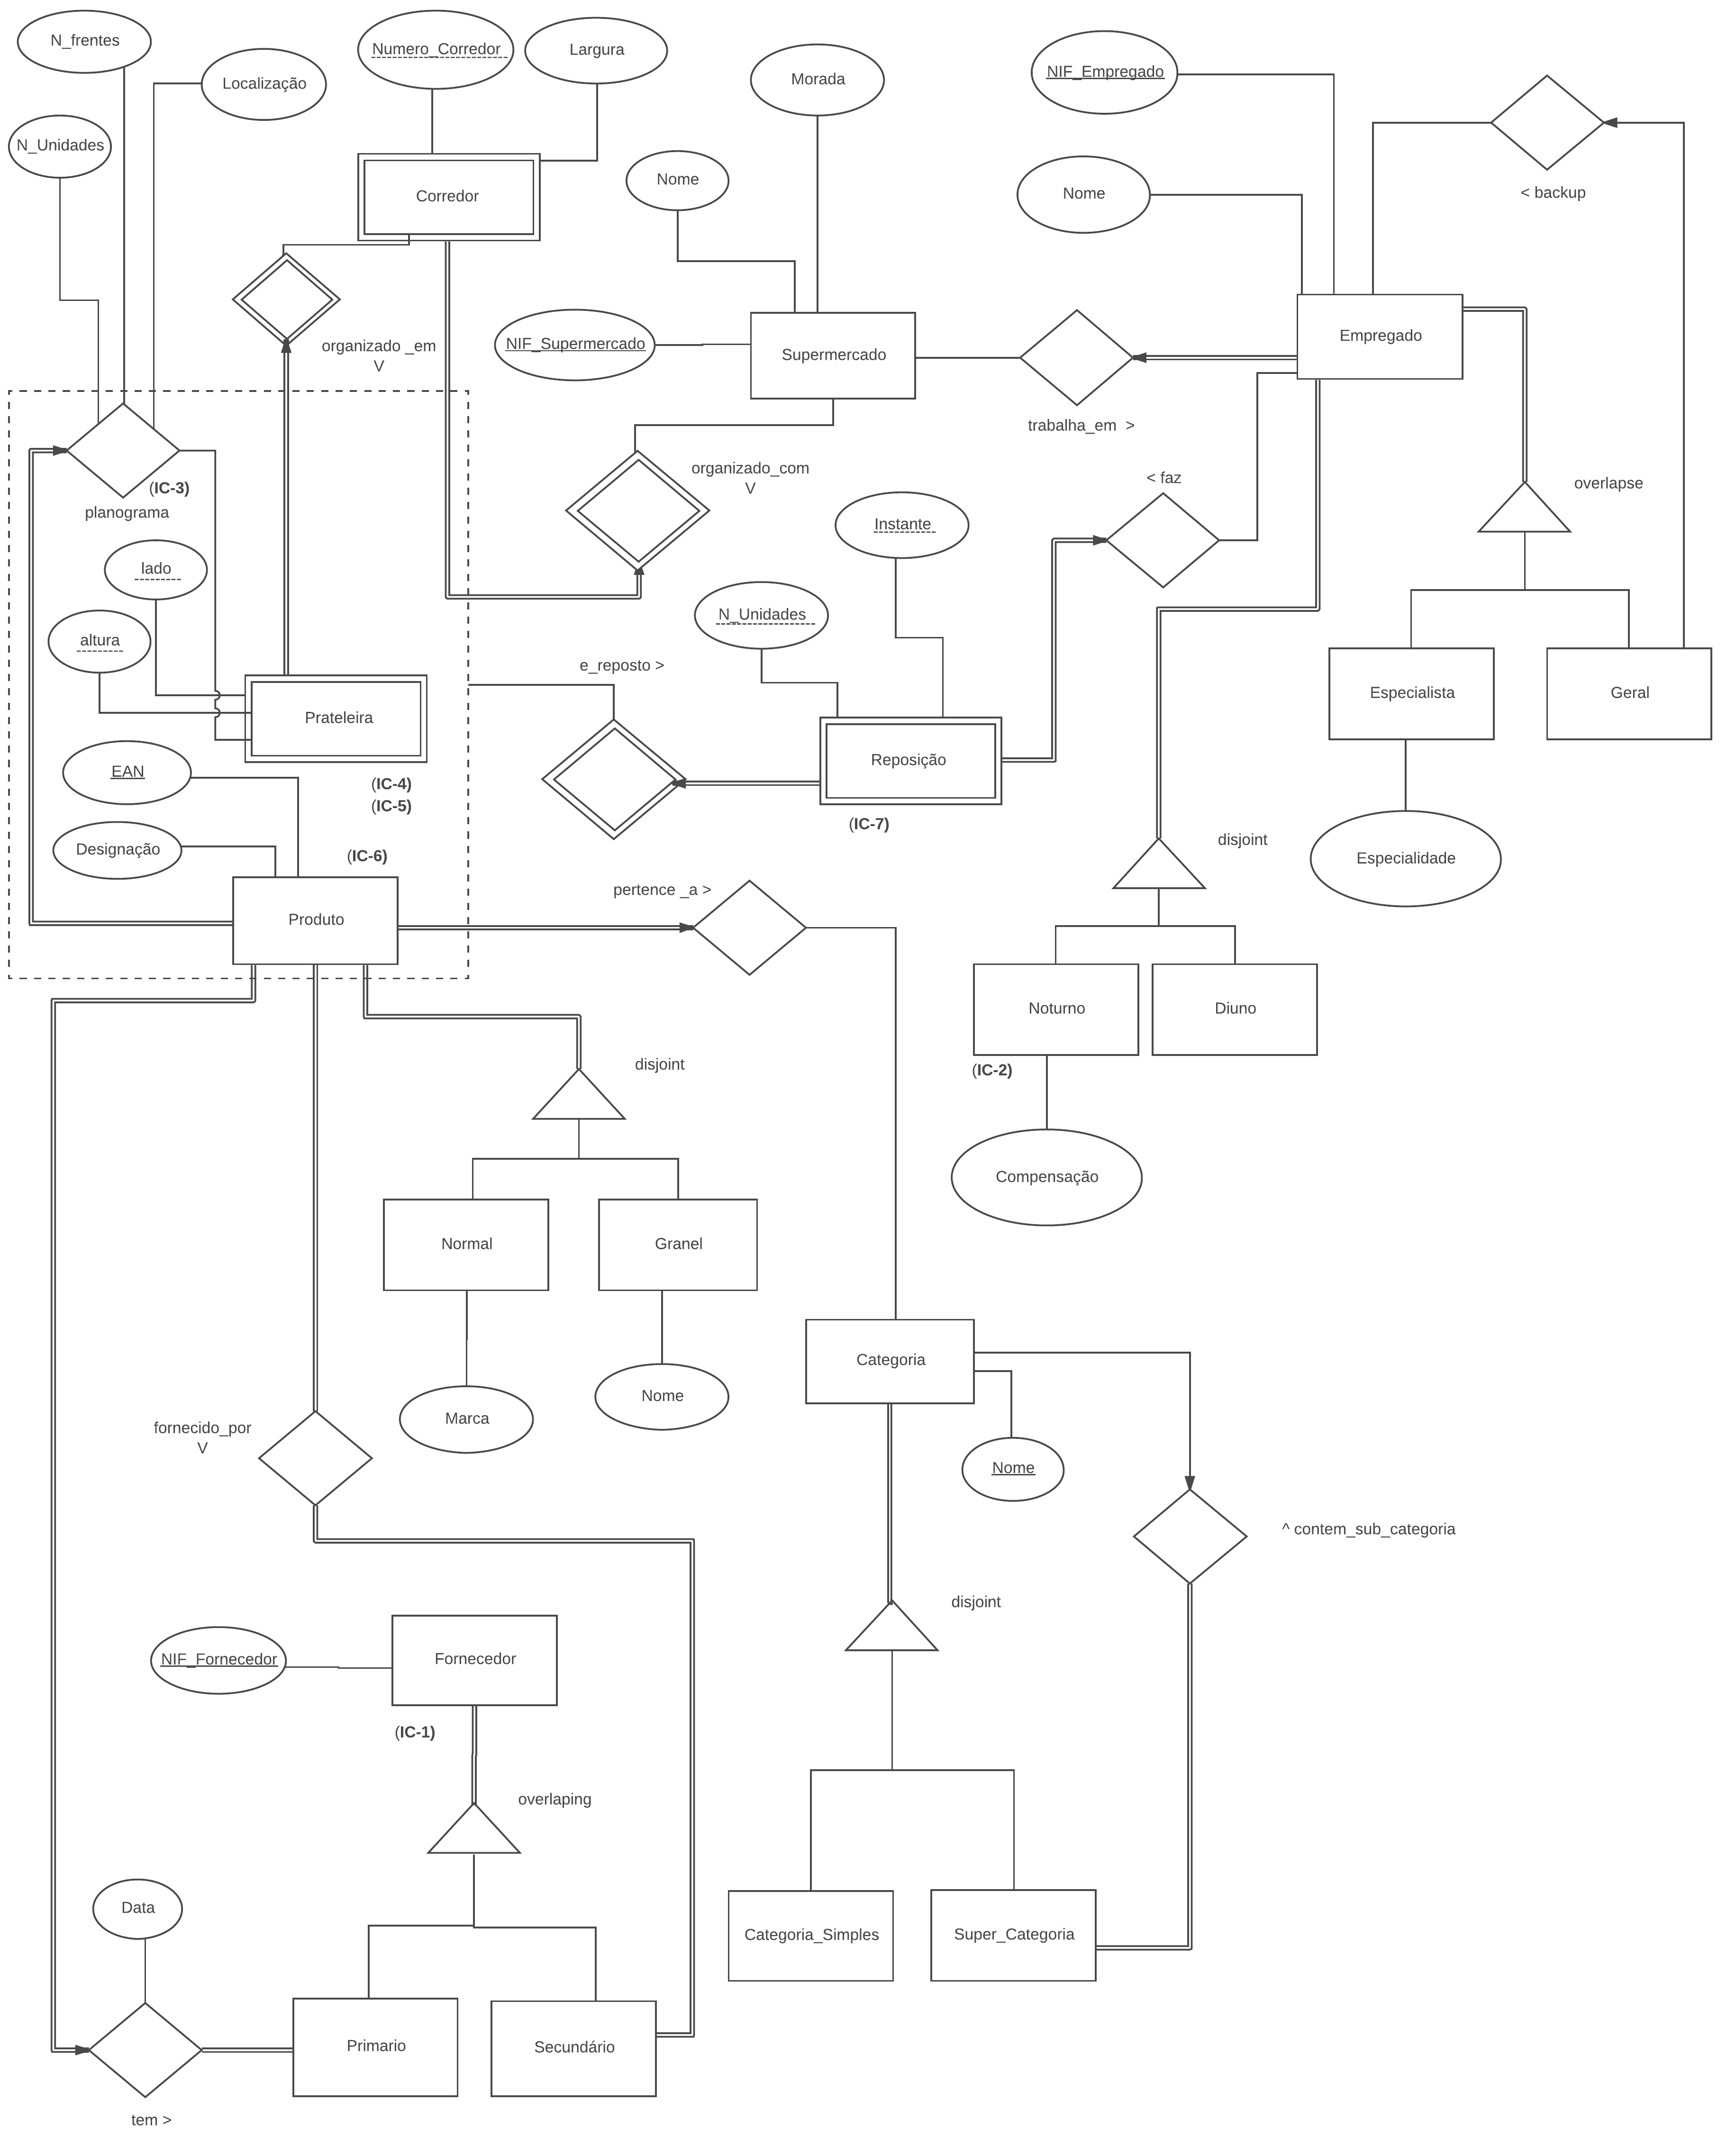 N_frentes
Numero_Corredor
Largura
Localização
Morada
NIF_Empregado
N_Unidades
Corredor
Nome
Nome
< backup
organizado _em
V
NIF_Supermercado
Supermercado
Empregado
trabalha_em >
organizado_com
V
(IC-3)
planograma
< faz
overlapse
Instante
lado
altura
N_Unidades
e_reposto >
Prateleira
Reposição
Especialista
Geral
EAN
(IC-4)
(IC-5)
(IC-7)
Designação
(IC-6)
disjoint
Especialidade
Produto
pertence _a >
Noturno
Diuno
(IC-2)
disjoint
Compensação
Normal
Granel
Categoria
Marca
Nome
fornecido_por
V
Nome
^ contem_sub_categoria
disjoint
NIF_Fornecedor
Fornecedor
(IC-1)
overlaping
Data
Categoria_Simples
Super_Categoria
Primario
Secundário
tem >